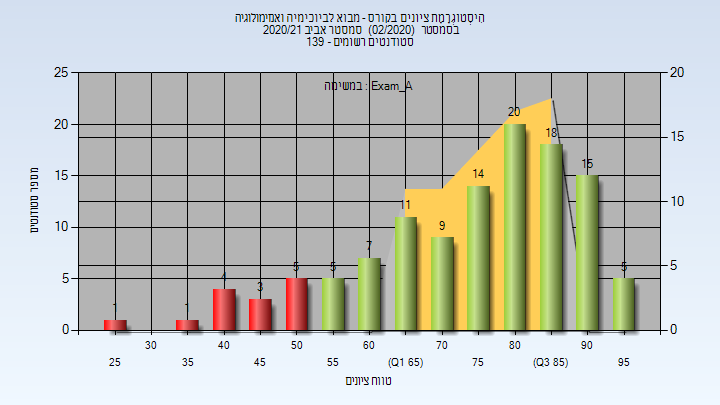 היסטוגרמת ציונים בקורס - מבוא לביוכימיה ואנזימולוגיה
בסמסטר (02/2020) סמסטר אביב 2020/21
סטודנטים רשומים - 139
במשימה : Exam_A
25 20
20 15
15 10
10 5
5 0
0
מספר סטודנטים
1 1 4 3 5 5 7 11 9 14 20 18 15 5
30 40 50 60 70 80 90
25 35 45 55 (Q1 65) 75 (Q3 85) 95
טווח ציונים